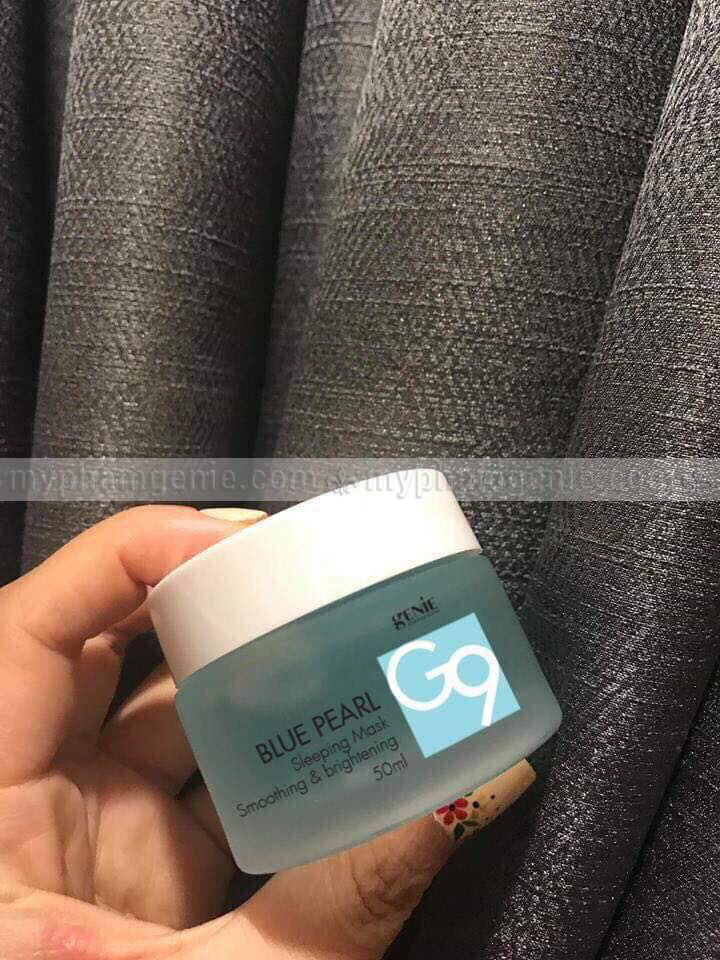 myphamgenie.com
genie
G9
BLUE PEARL
Sleeping Mask
Smoothing & brightening
50ml